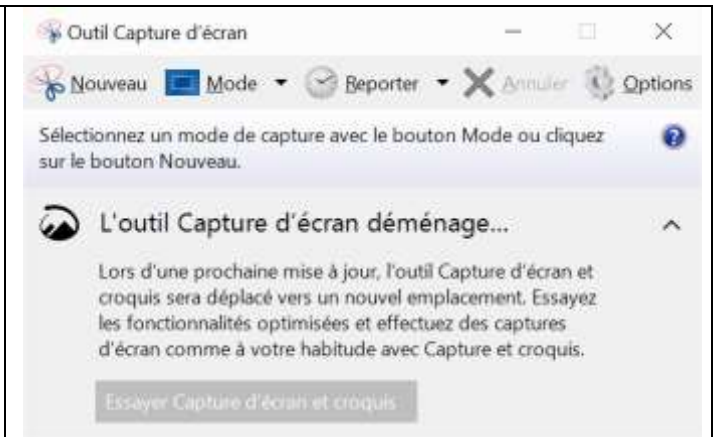 Outil Capture d'écran
Nouveau Mode Reporter Annuler Options
Sélectionnez un mode de capture avec le bouton Mode ou cliquez
sur le bouton Nouveau.
L'outil Capture d'écran déménage...
Lors d'une prochaine mise à jour, l'outil Capture d'écran et
croquis sera déplacé vers un nouvel emplacement. Essayez
les fonctionnalités optimisées et effectuez des captures
d'écran comme à votre habitude avec Capture et croquis.
Essayer Capture d'écran et croquis